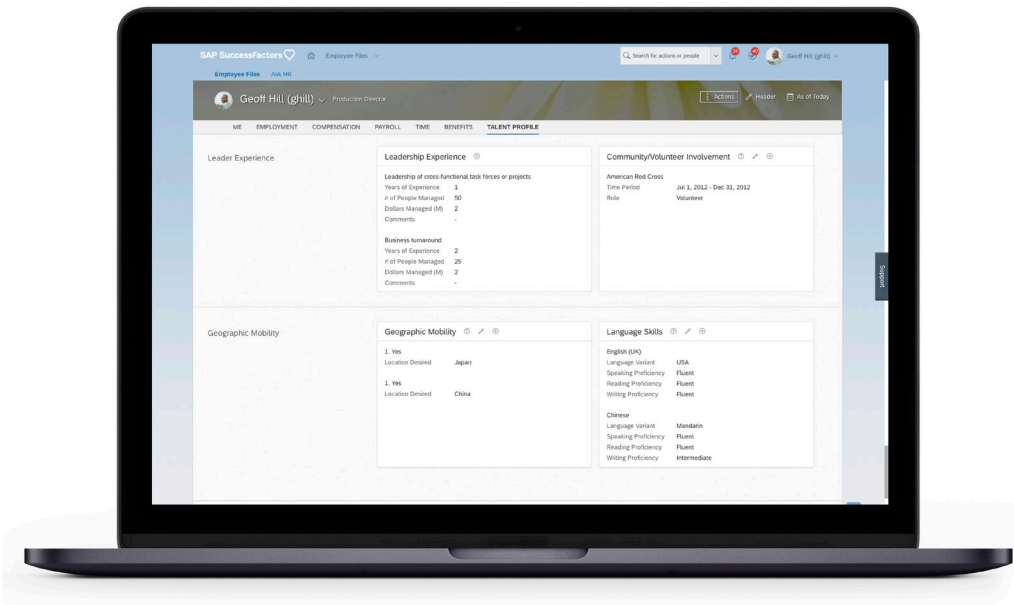 SAP SuccessFactors
Employee Files
Search for actions or people
Geoff Hill (ghill)
Employee Files Ask HR
Geoff Hill (ghill) Production Director
Actions Header As of Today
ME EMPLOYMENT COMPENSATION PAYROLL TIME BENEFITS TALENT PROFILE
Leader Experience
Leadership Experience
Leadership of cross-functional task forces or projects
Years of Experience 1
# of People Managed 50
Dollars Managed (M) 2
Comments -
Business turnaround
Years of Experience 2
# of People Managed 25
Dollars Managed (M) 2
Comments -
Community/Volunteer Involvement
American Red Cross
Time Period Jul 1, 2012 - Dec 31, 2012
Role Volunteer
Support
Geographic Mobility
Geographic Mobility
1. Yes
Location Desired Japan
1. Yes
Location Desired China
Language Skills
English (UK)
Language Variant USA
Speaking Proficiency Fluent
Reading Proficiency Fluent
Writing Proficiency Fluent
Chinese
Language Variant Mandarin
Speaking Proficiency Fluent
Reading Proficiency Fluent
Writing Proficiency Intermediate